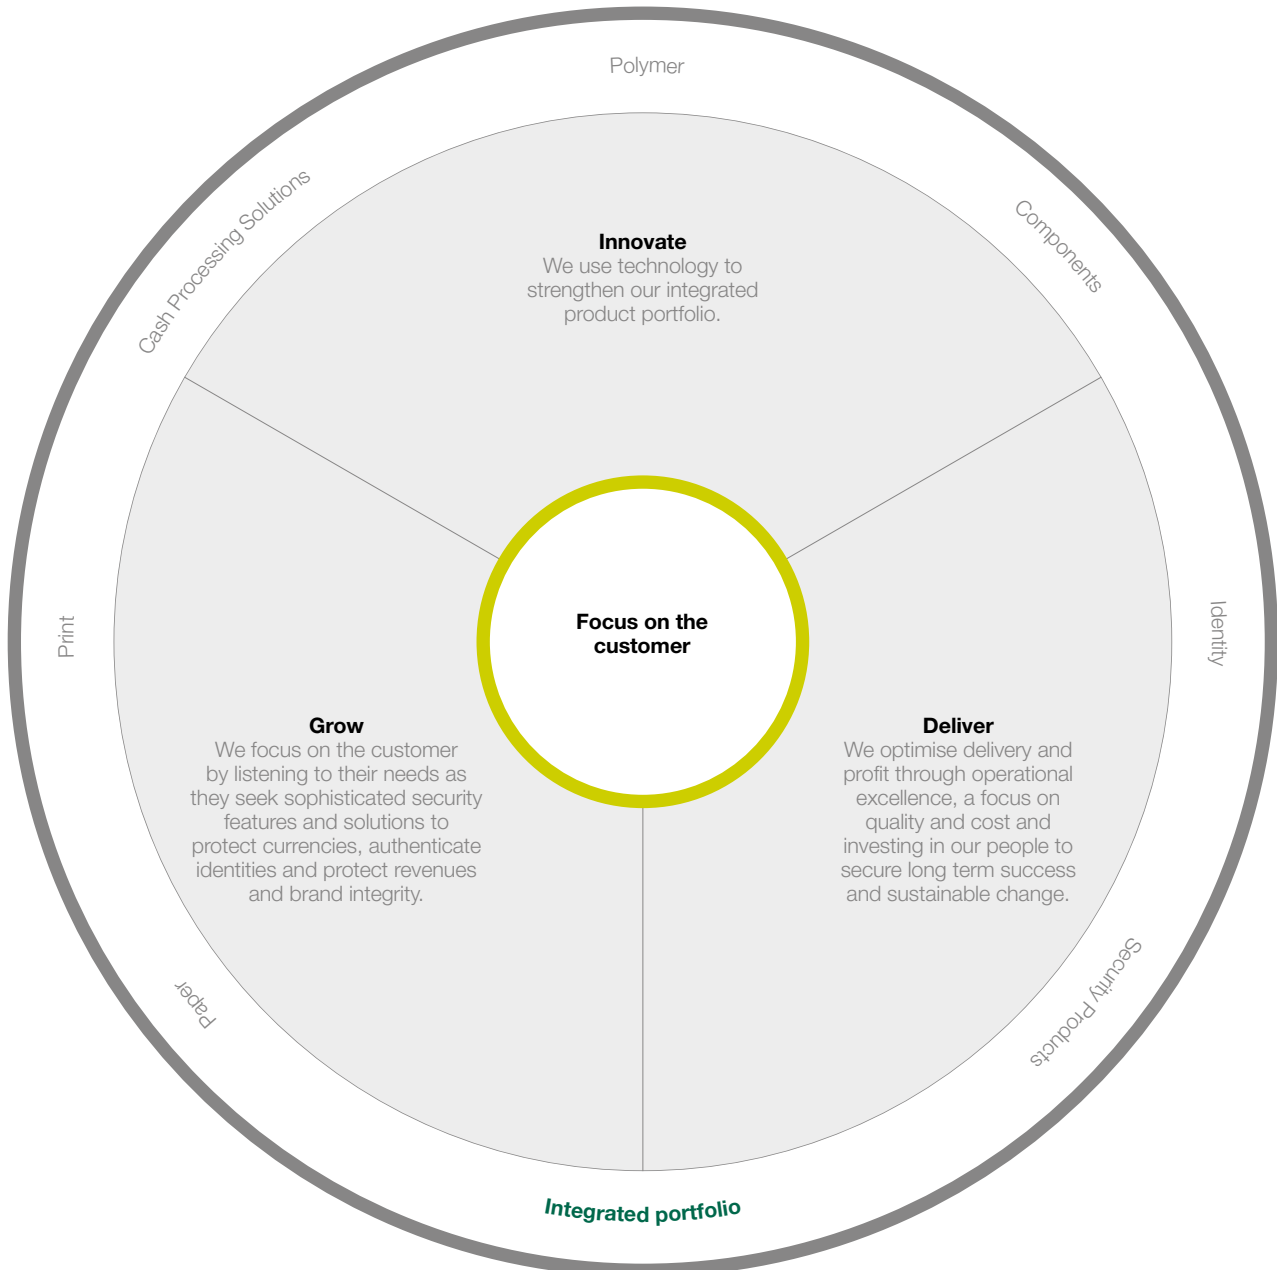 Polymer
Cash Processing Solutions
Components
Innovate
We use technology to
strengthen our integrated
product portfolio.
Print
Focus on the
customer
Identity
Grow
We focus on the customer
by listening to their needs as
they seek sophisticated security
features and solutions to
protect currencies, authenticate
identities and protect revenues
and brand integrity.
Deliver
We optimise delivery and
profit through operational
excellence, a focus on
quality and cost and
investing in our people to
secure long term success
and sustainable change.
Paper
Security Products
Integrated portfolio